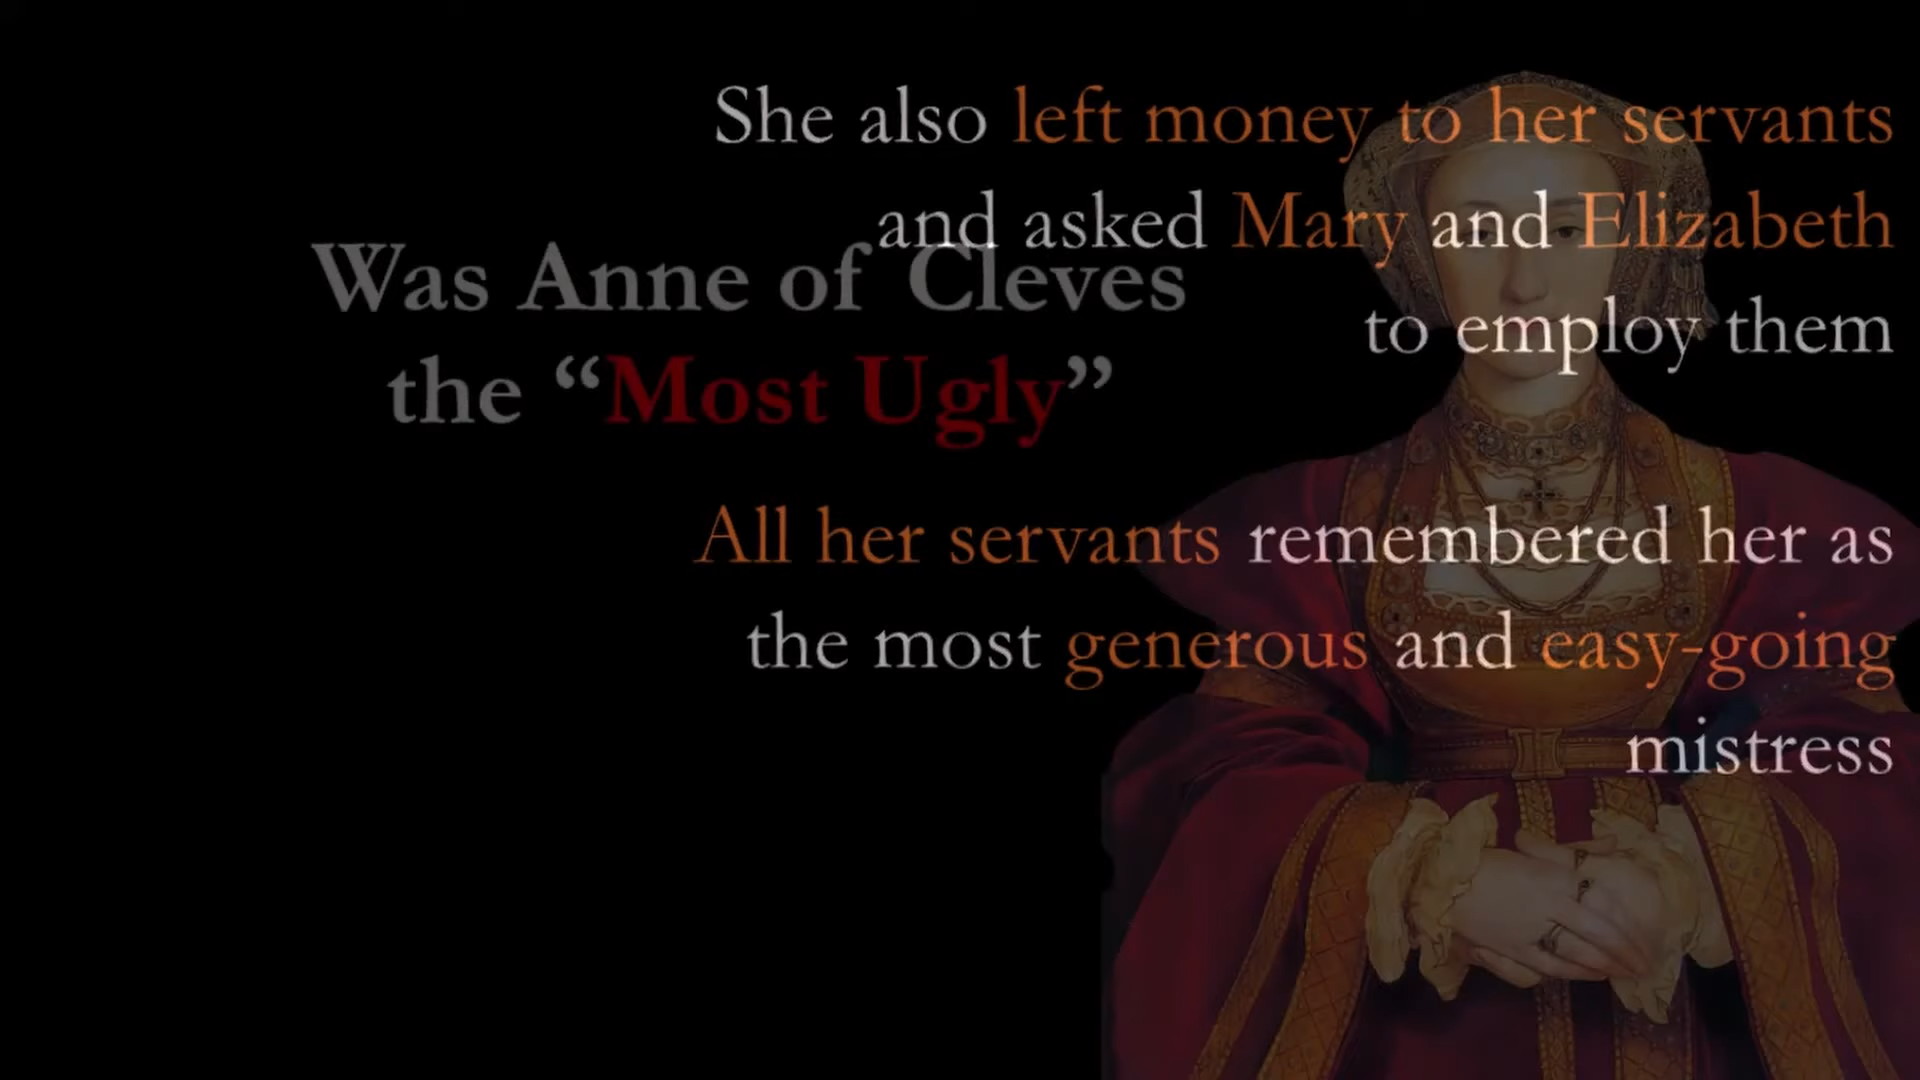 She also left money to her servants
and asked Mary and Elizabeth
to employ them
Was Anne of Cleves
the “Most Ugly”
All her servants remembered her as
the most generous and easy-going
mistress